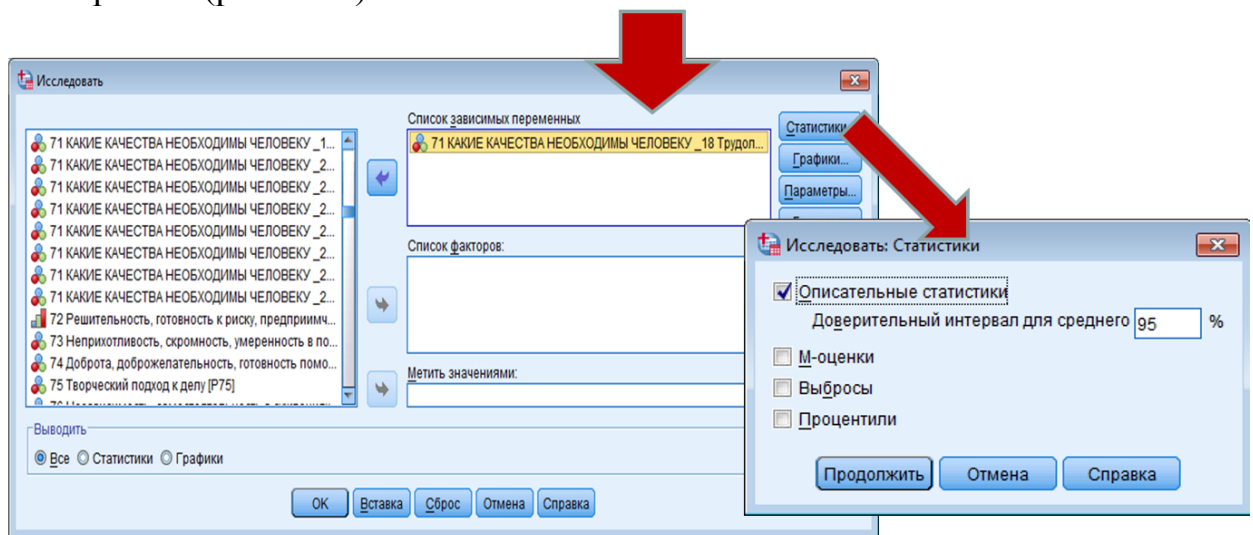 Исследовать
Список зависимых переменных
71 КАКИЕ КАЧЕСТВА НЕОБХОДИМЫ ЧЕЛОВЕКУ _1...
71 КАКИЕ КАЧЕСТВА НЕОБХОДИМЫ ЧЕЛОВЕКУ _2...
71 КАКИЕ КАЧЕСТВА НЕОБХОДИМЫ ЧЕЛОВЕКУ _2...
71 КАКИЕ КАЧЕСТВА НЕОБХОДИМЫ ЧЕЛОВЕКУ _2...
71 КАКИЕ КАЧЕСТВА НЕОБХОДИМЫ ЧЕЛОВЕКУ _2...
71 КАКИЕ КАЧЕСТВА НЕОБХОДИМЫ ЧЕЛОВЕКУ _2...
71 КАКИЕ КАЧЕСТВА НЕОБХОДИМЫ ЧЕЛОВЕКУ _2...
71 КАКИЕ КАЧЕСТВА НЕОБХОДИМЫ ЧЕЛОВЕКУ _2...
72 Решительность, готовность к риску, предприимч...
73 Неприхотливость, скромность, умеренность в по...
74 Доброта, доброжелательность, готовность помо...
75 Творческий подход к делу [P75]
71 КАКИЕ КАЧЕСТВА НЕОБХОДИМЫ ЧЕЛОВЕКУ _18 Трудол...
Статистики
Графики...
Параметры...
Список факторов:
Метить значениями:
Выводить
Все Статистики Графики
OK Вставка Сброс Отмена Справка
Исследовать: Статистики
Описательные статистики
Доверительный интервал для среднего 95 %
М-оценки
Выбросы
Процентили
Продолжить Отмена Справка